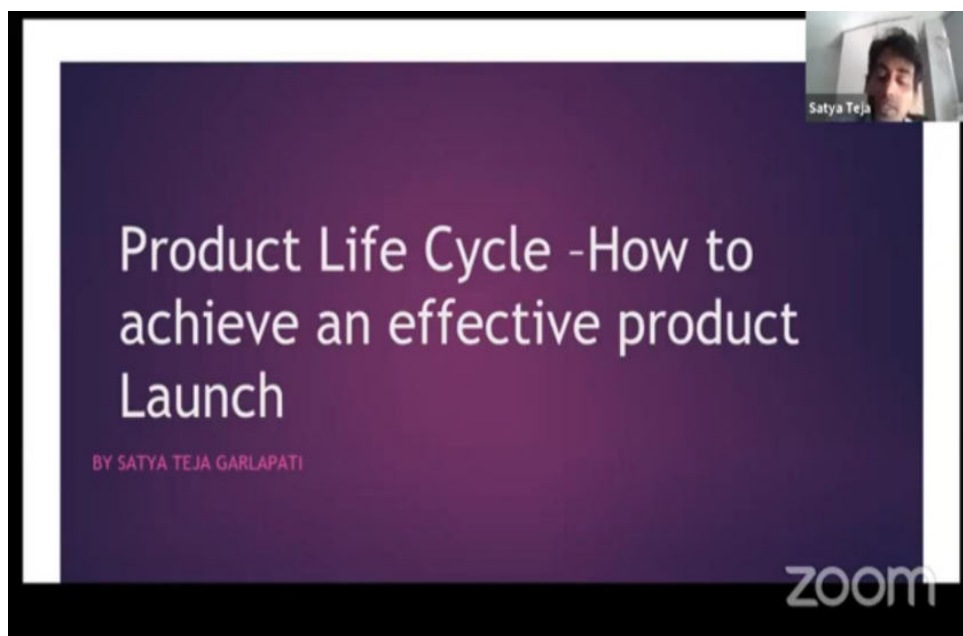 Satya Teja
Product Life Cycle –How to
achieve an effective product
Launch
BY SATYA TEJA GARLAPATI
zoom